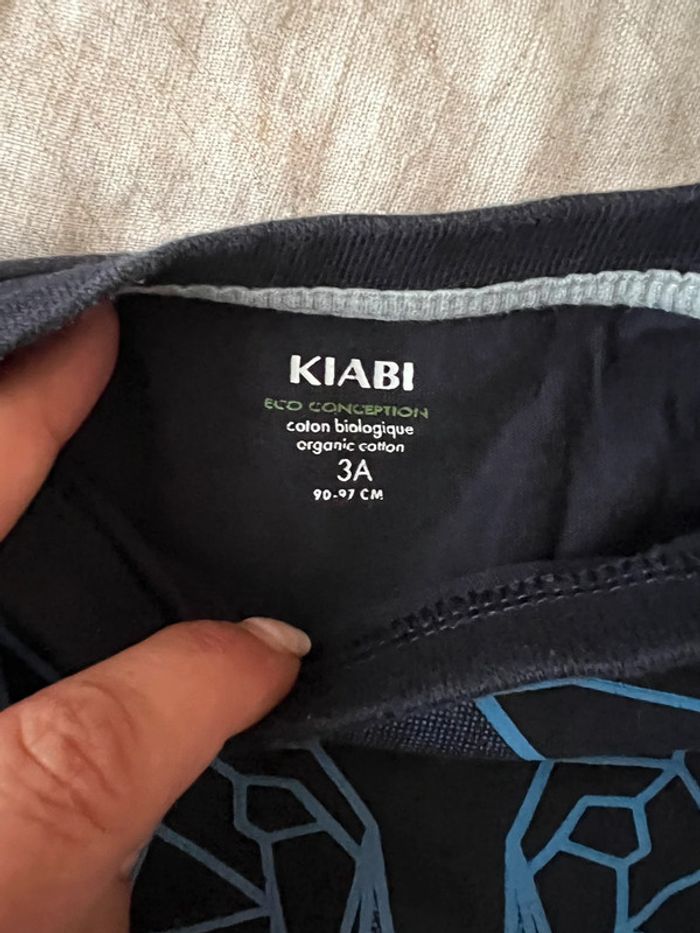 KIABI
ECO CONCEPTION
coton biologique
organic cotton
3A
90-97 CM